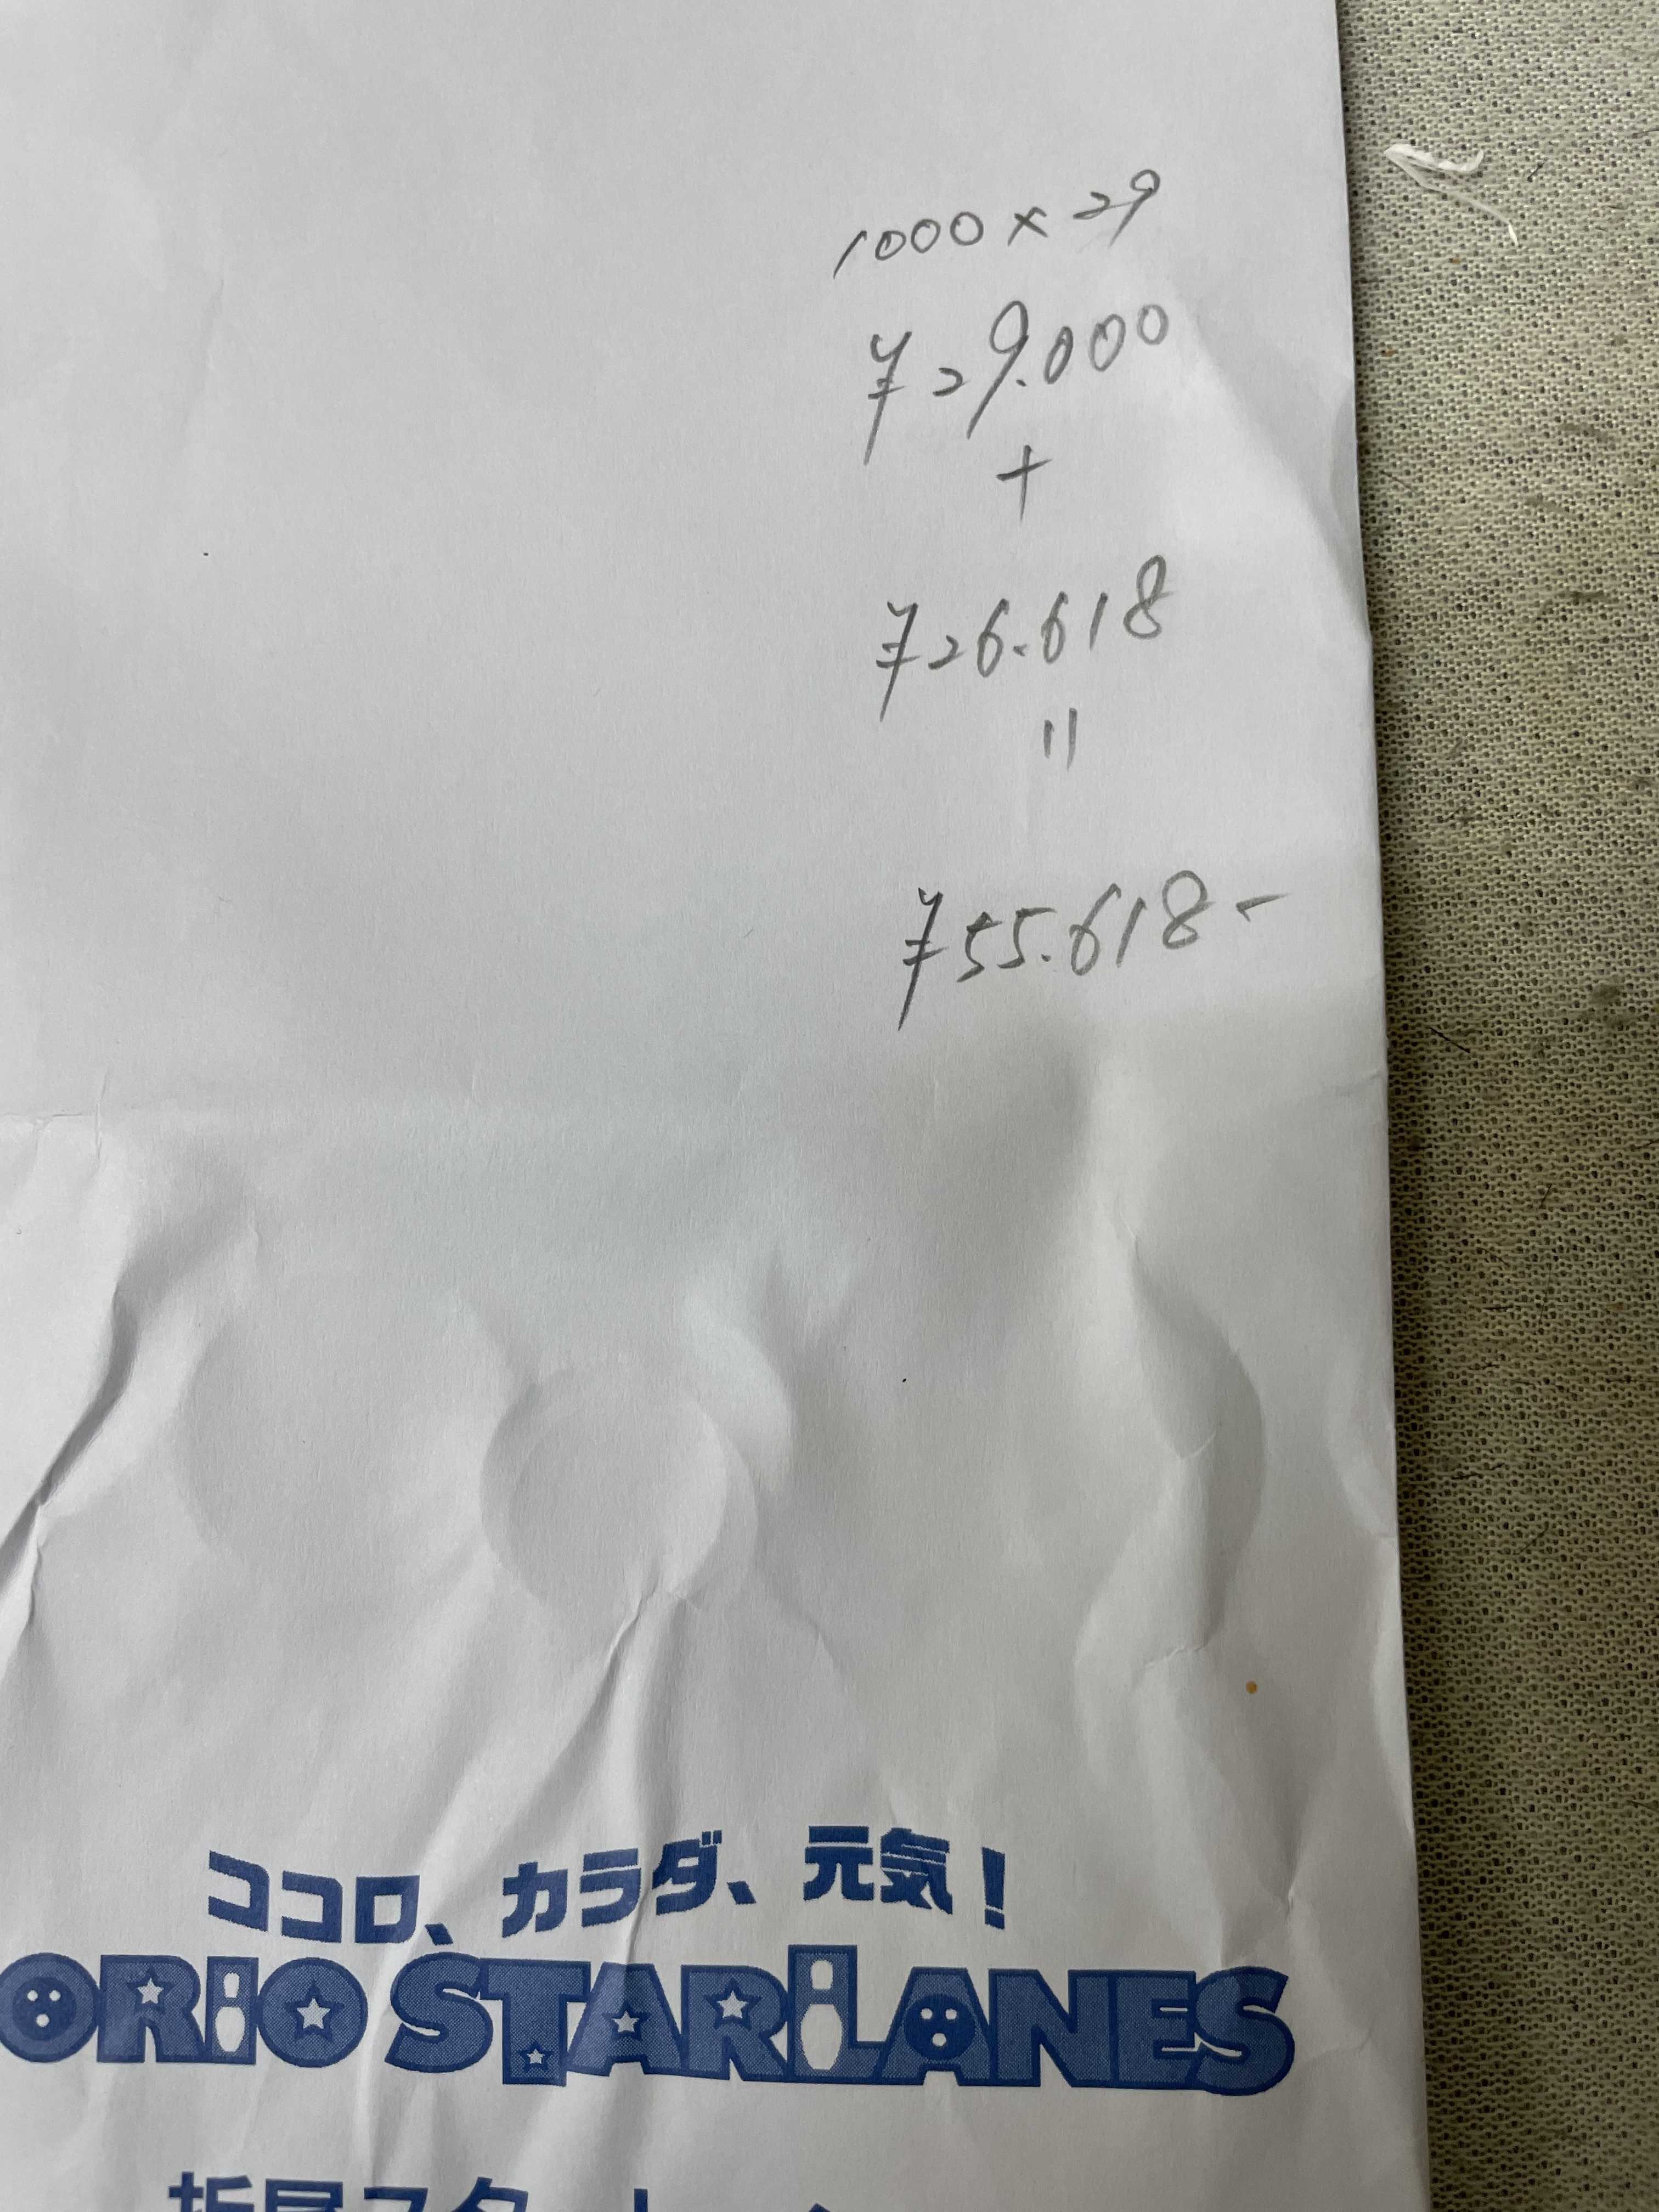 1000 × 29
¥29.000
+
¥26.618
=
¥55.618-
ココロ、カラダ、元気!
ORIO STARLANES